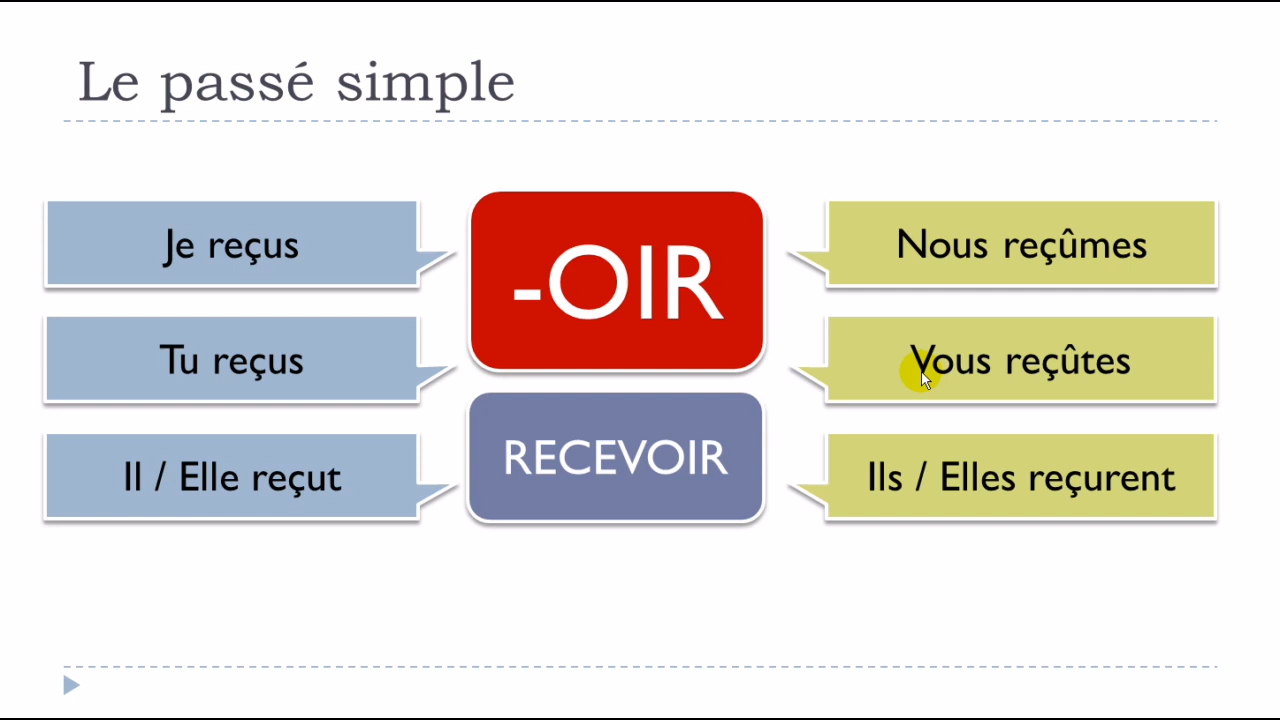 Le passé simple
Je reçus
Tu reçus
Il / Elle reçut
-OIR
RECEVOIR
Nous reçûmes
Vous reçûtes
Ils / Elles reçurent